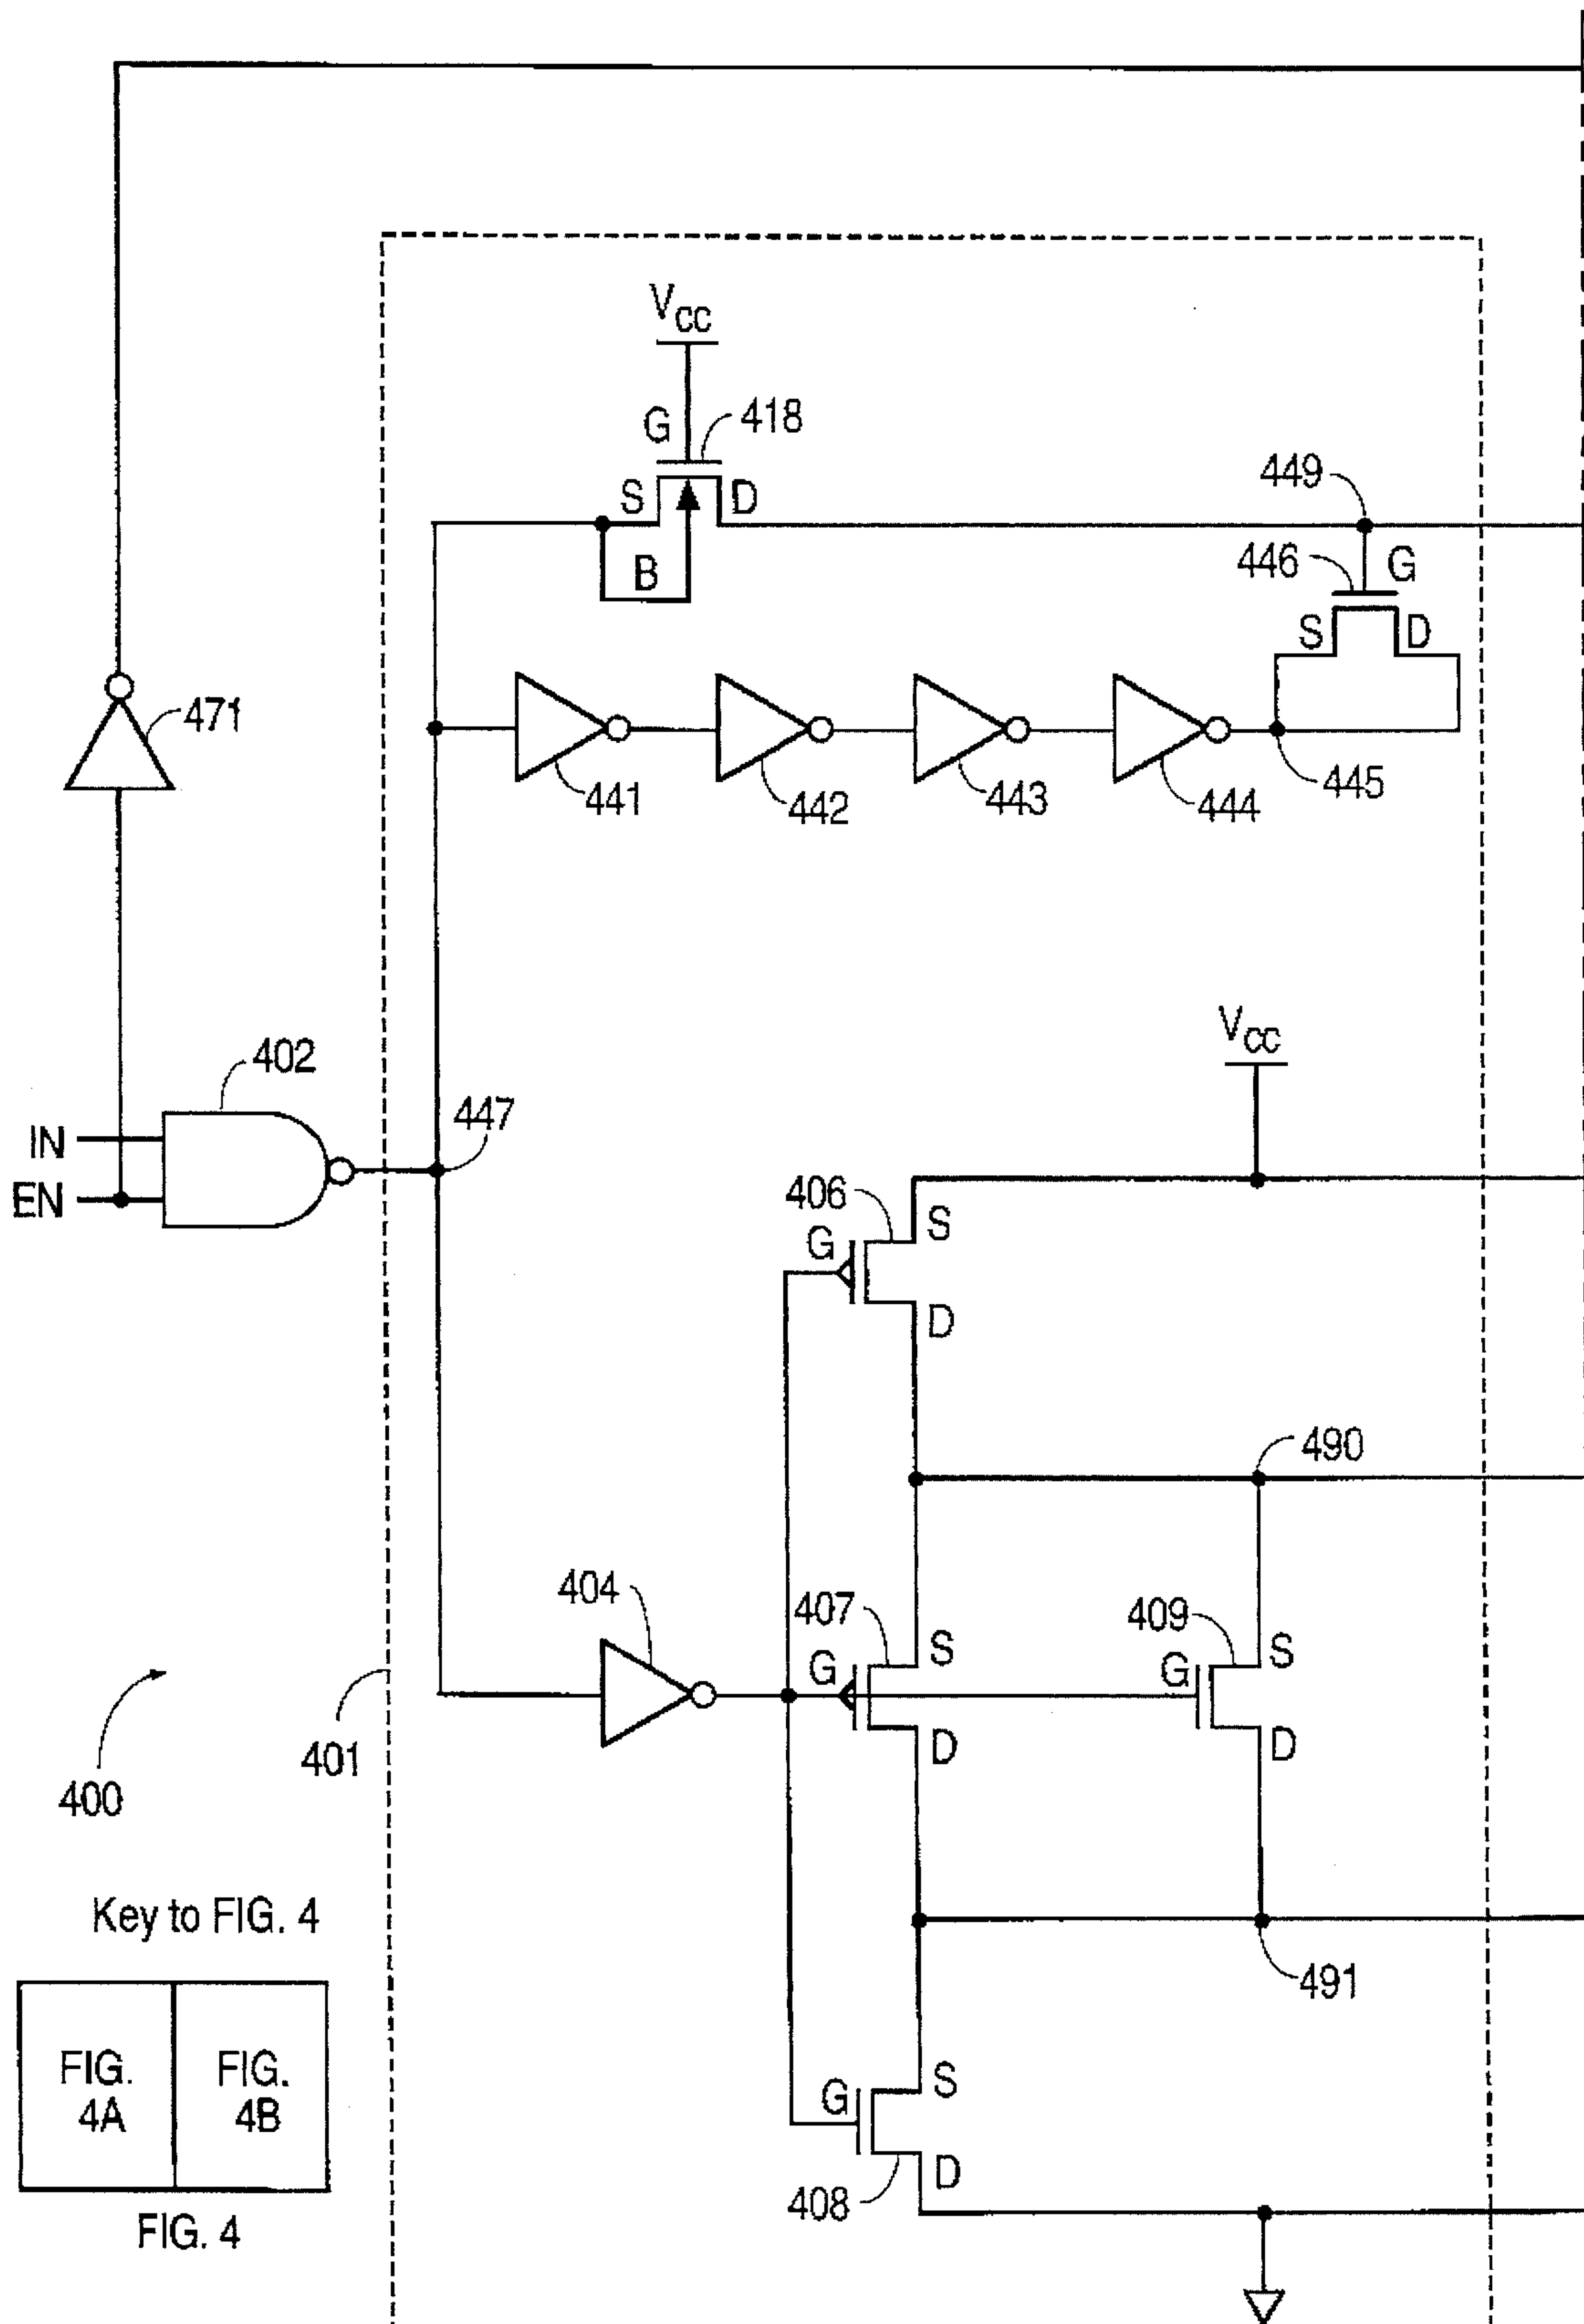 VCC
G
418
S
D
B
449
446
G
S
D
471
441
442
443
444
445
VCC
402
447
IN
EN
406
G
S
D
490
404
407
409
G
S
G
S
D
D
401
400
Key to FIG. 4
FIG. 4A
FIG. 4B
FIG. 4
491
G
S
D
408